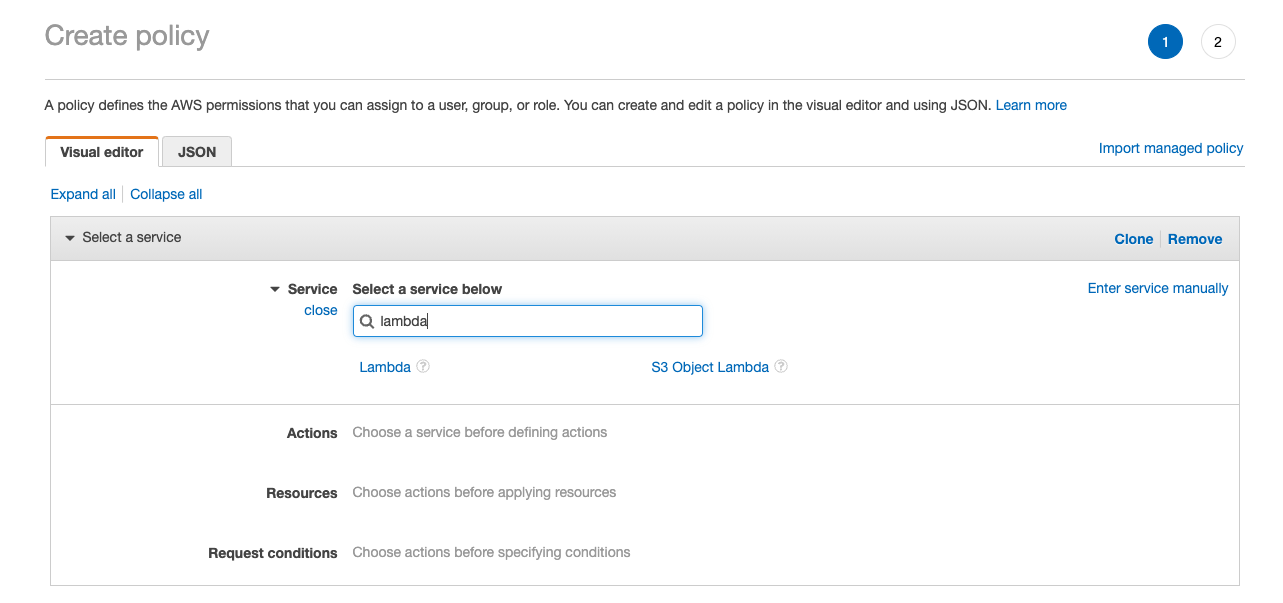 Create policy
1
2
A policy defines the AWS permissions that you can assign to a user, group, or role. You can create and edit a policy in the visual editor and using JSON. Learn more
Visual editor
JSON
Import managed policy
Expand all
Collapse all
Select a service
Clone
Remove
Service
Select a service below
Enter service manually
close
lambda
Lambda ?
S3 Object Lambda ?
Actions
Choose a service before defining actions
Resources
Choose actions before applying resources
Request conditions
Choose actions before specifying conditions